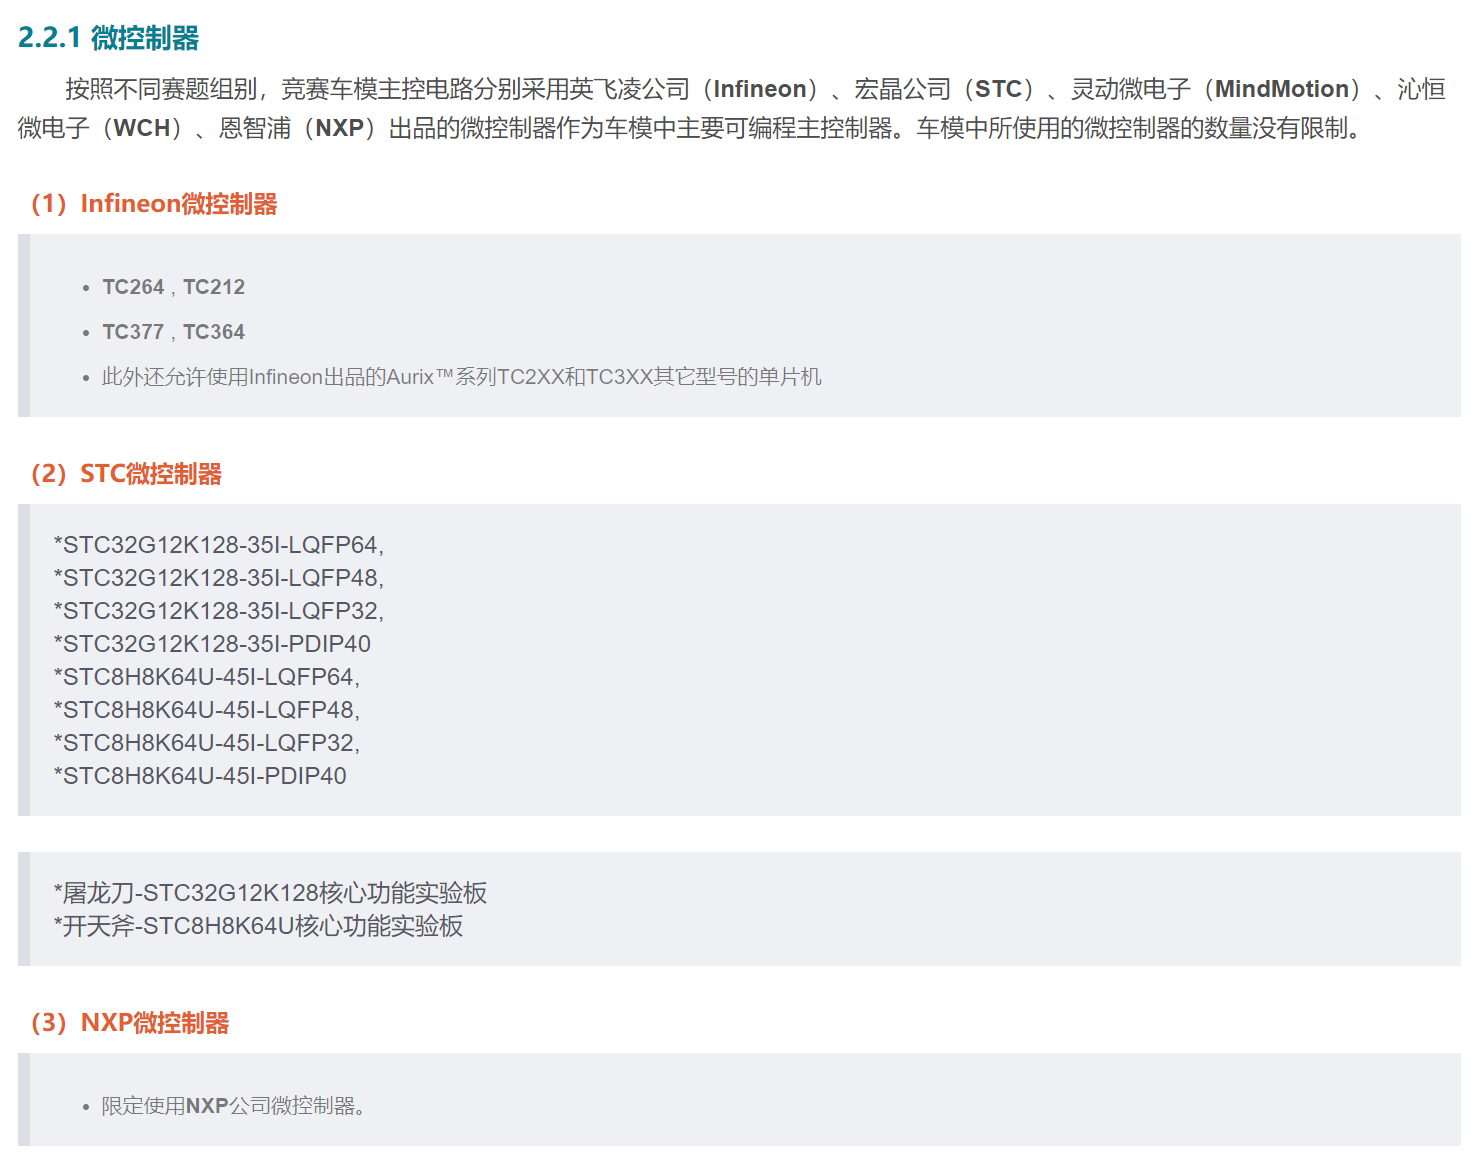 2.2.1 微控制器
按照不同赛题组别，竞赛车模主控电路分别采用英飞凌公司（Infineon）、宏晶公司（STC）、灵动微电子（MindMotion）、沁恒
微电子（WCH）、恩智浦（NXP）出品的微控制器作为车模中主要可编程主控制器。车模中所使用的微控制器的数量没有限制。
（1）Infineon微控制器
• TC264 , TC212
• TC377 , TC364
• 此外还允许使用Infineon出品的Aurix™系列TC2XX和TC3XX其它型号的单片机
（2）STC微控制器
*STC32G12K128-35I-LQFP64,
*STC32G12K128-35I-LQFP48,
*STC32G12K128-35I-LQFP32,
*STC32G12K128-35I-PDIP40
*STC8H8K64U-45I-LQFP64,
*STC8H8K64U-45I-LQFP48,
*STC8H8K64U-45I-LQFP32,
*STC8H8K64U-45I-PDIP40
*屠龙刀-STC32G12K128核心功能实验板
*开天斧-STC8H8K64U核心功能实验板
（3）NXP微控制器
• 限定使用NXP公司微控制器。